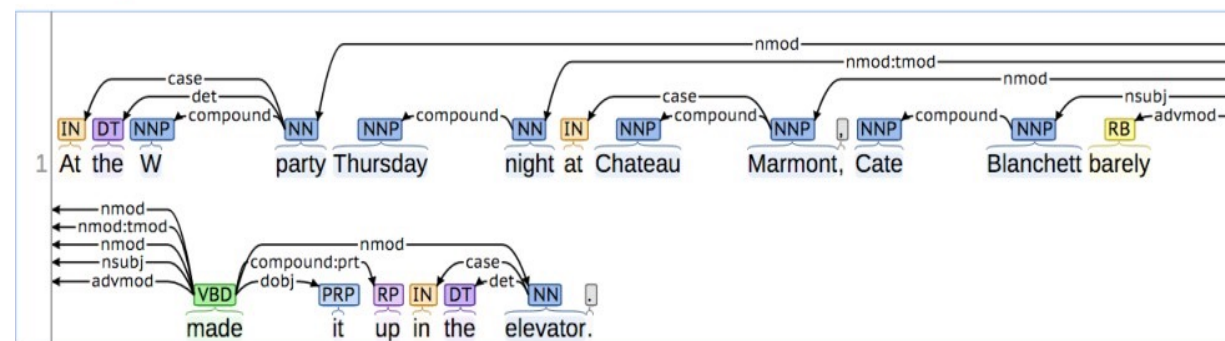 nmod
nmod:tmod
case nmod
det case nsubj
compound compound compound compound compound advmod
IN DT NNP NN NNP NN IN NNP NNP , NNP NNP RB
1 At the W party Thursday night at Chateau Marmont, Cate Blanchett barely
nmod
nmod:tmod
nmod nmod
nsubj compound:prt case
advmod dobj det
VBD PRP RP IN DT NN .
made it up in the elevator.